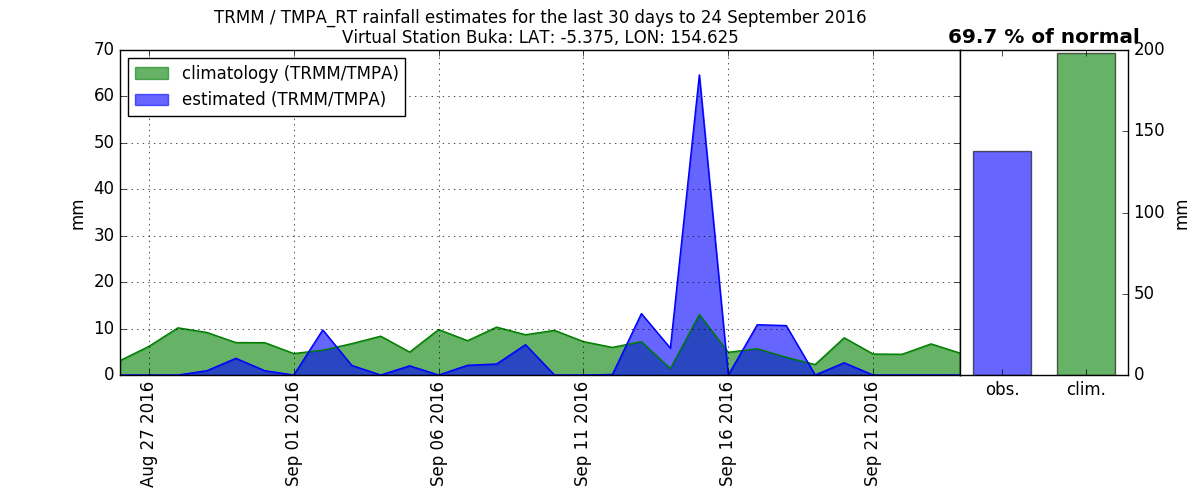 TRMM / TMPA_RT rainfall estimates for the last 30 days to 24 September 2016
Virtual Station Buka: LAT: -5.375, LON: 154.625
69.7 % of normal
climatology (TRMM/TMPA)
estimated (TRMM/TMPA)
70
60
50
40
30
20
10
0
mm
Aug 27 2016
Sep 01 2016
Sep 06 2016
Sep 11 2016
Sep 16 2016
Sep 21 2016
obs.
clim.
200
150
100
50
0
mm